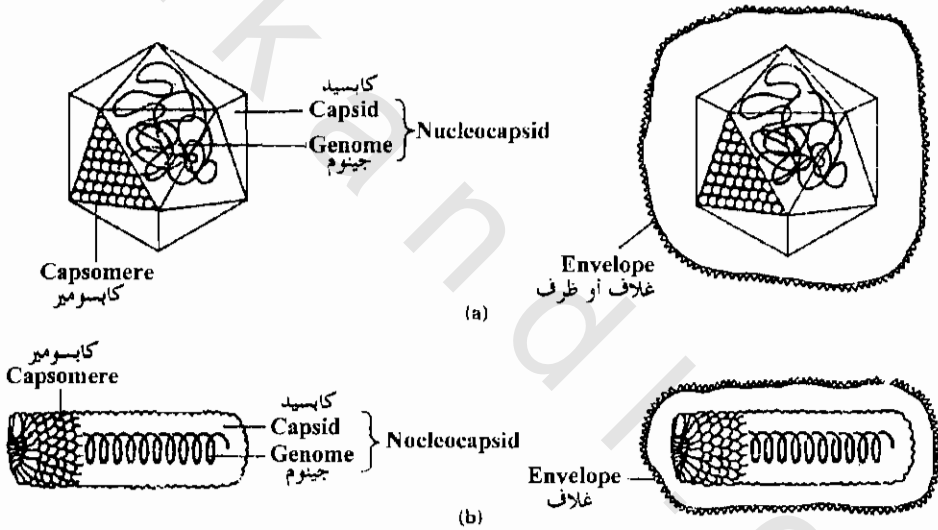 كابسيد
Capsid
Genome
جينوم
Nucleocapsid
Capsomere
كابسومير
Envelope
غلاف أو ظرف
(a)
كابسومير
Capsomere
كابسيد
Capsid
Genome
جينوم
Nocleocapsid
Envelope
غلاف
(b)
k a n d l